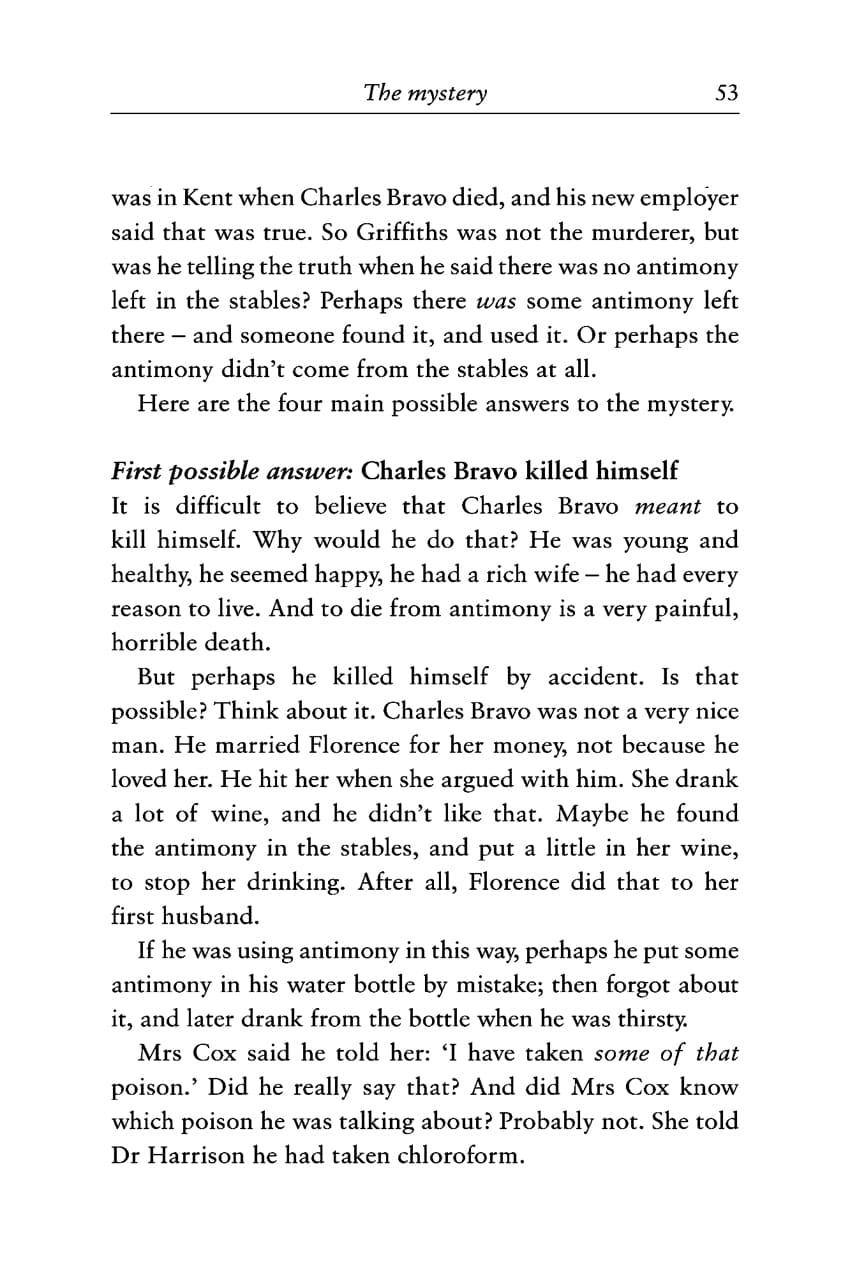 The mystery 53
was in Kent when Charles Bravo died, and his new employer
said that was true. So Griffiths was not the murderer, but
was he telling the truth when he said there was no antimony
left in the stables? Perhaps there was some antimony left
there – and someone found it, and used it. Or perhaps the
antimony didn’t come from the stables at all.
Here are the four main possible answers to the mystery.
First possible answer: Charles Bravo killed himself
It is difficult to believe that Charles Bravo meant to
kill himself. Why would he do that? He was young and
healthy, he seemed happy, he had a rich wife – he had every
reason to live. And to die from antimony is a very painful,
horrible death.
But perhaps he killed himself by accident. Is that
possible? Think about it. Charles Bravo was not a very nice
man. He married Florence for her money, not because he
loved her. He hit her when she argued with him. She drank
a lot of wine, and he didn’t like that. Maybe he found
the antimony in the stables, and put a little in her wine,
to stop her drinking. After all, Florence did that to her
first husband.
If he was using antimony in this way, perhaps he put some
antimony in his water bottle by mistake; then forgot about
it, and later drank from the bottle when he was thirsty.
Mrs Cox said he told her: ‘I have taken some of that
poison.’ Did he really say that? And did Mrs Cox know
which poison he was talking about? Probably not. She told
Dr Harrison he had taken chloroform.